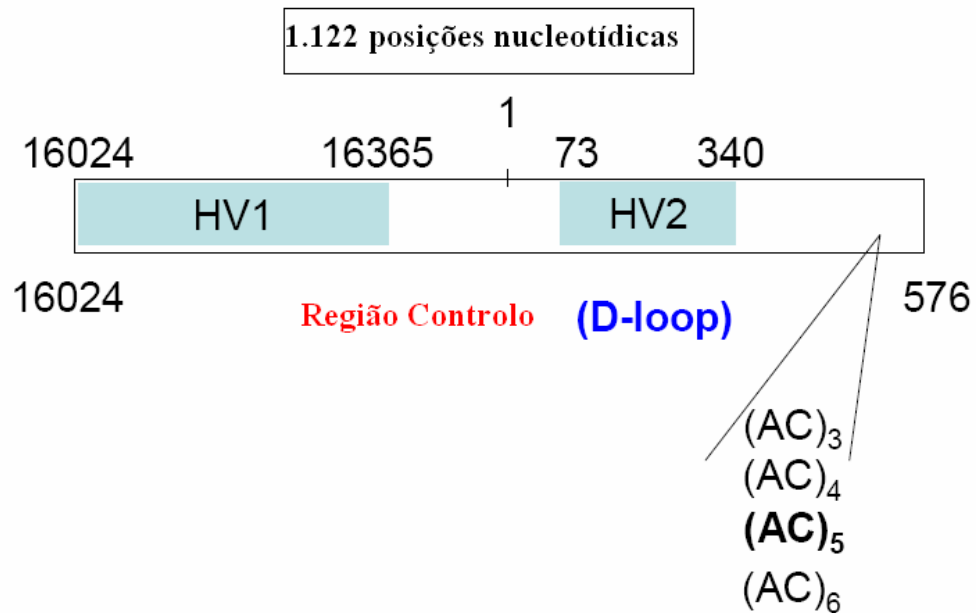 1.122 posições nucleotídicas
1
16024 16365 73 340
HV1 HV2
16024 576
Região Controlo (D-loop)
(AC)₃
(AC)₄
(AC)₅
(AC)₆